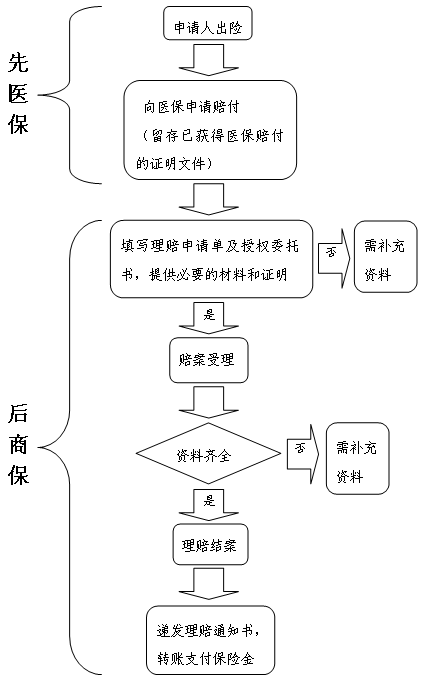 先医保
申请人出险
向医保申请赔付
（留存已获得医保赔付
的证明文件）
后商保
填写理赔申请单及授权委托
书，提供必要的材料和证明
否
需补充
资料
是
赔案受理
资料齐全
否
需补充
资料
是
理赔结案
递发理赔通知书，
转账支付保险金